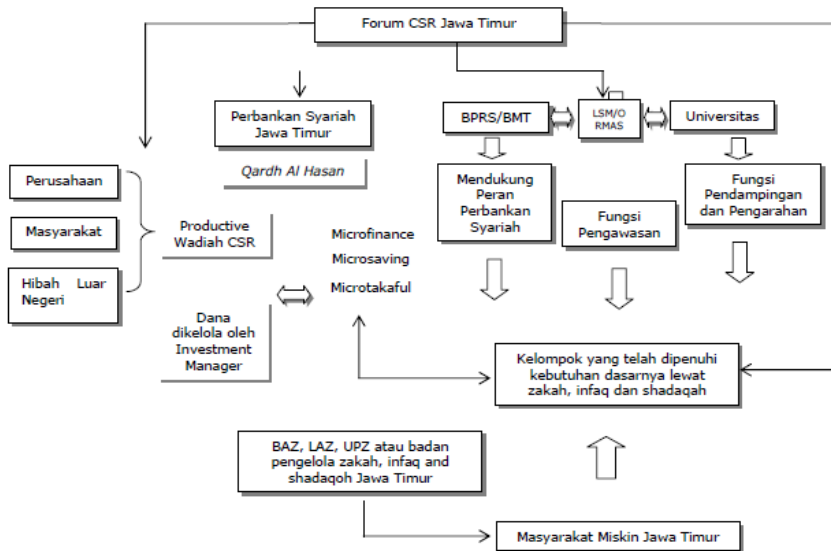 Forum CSR Jawa Timur
Perbankan Syariah
Jawa Timur
Qardh Al Hasan
BPRS/BMT
LSM/O
RMAS
Universitas
Perusahaan
Masyarakat
Hibah Luar
Negeri
Productive
Wadiah CSR
Dana
dikelola oleh
Investment
Manager
Microfinance
Microsaving
Microtakaful
Mendukung
Peran
Perbankan
Syariah
Fungsi
Pengawasan
Fungsi
Pendampingan
dan Pengarahan
Kelompok yang telah dipenuhi
kebutuhan dasarnya lewat
zakah, infaq dan shadaqah
BAZ, LAZ, UPZ atau badan
pengelola zakah, infaq and
shadaqoh Jawa Timur
Masyarakat Miskin Jawa Timur